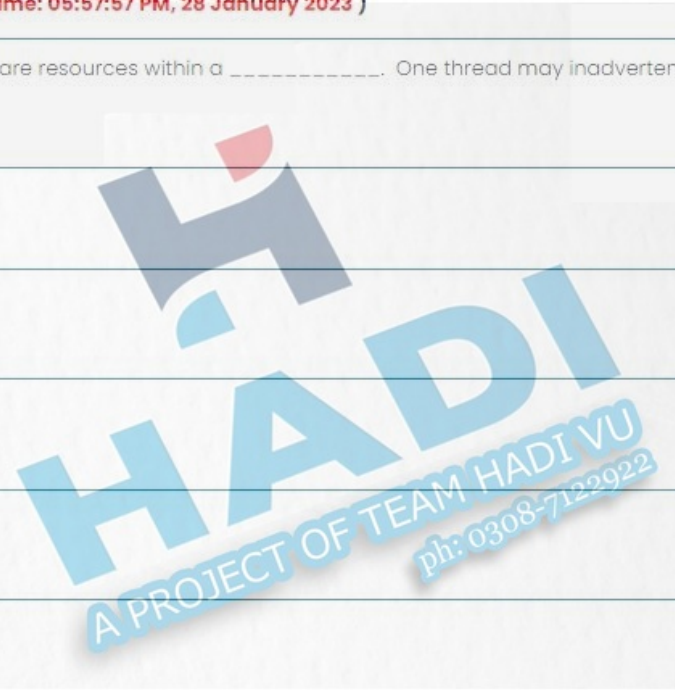 me: 05:57:57 PM, 28 January 2023 )
are resources within a ___________. One thread may inadverten
HADI
A PROJECT OF TEAM HADI VU
ph: 0308-7122922